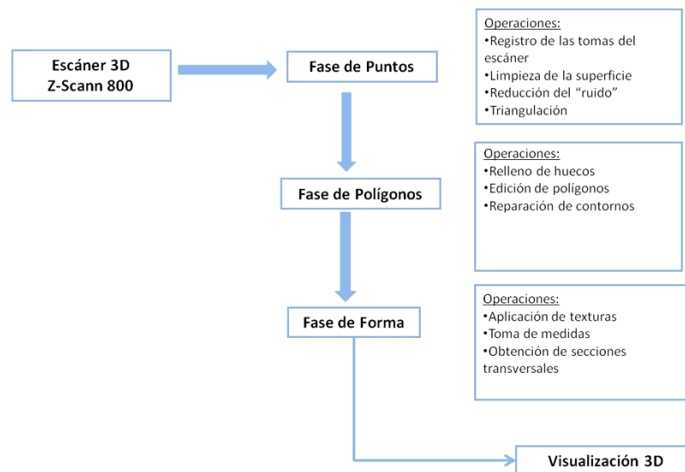 Escáner 3D
Z-Scann 800
Fase de Puntos
Operaciones:
•Registro de las tomas del
escáner
•Limpieza de la superficie
•Reducción del “ruido”
•Triangulación
Fase de Polígonos
Operaciones:
•Relleno de huecos
•Edición de polígonos
•Reparación de contornos
Fase de Forma
Operaciones:
•Aplicación de texturas
•Toma de medidas
•Obtención de secciones
transversales
Visualización 3D